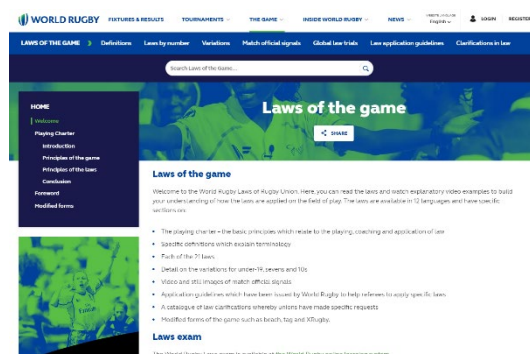 WORLD RUGBY FIXTURES & RESULTS TOURNAMENTS THE GAME INSIDE WORLD RUGBY NEWS English LOGIN REGISTER
LAWS OF THE GAME Definitions Laws by number Variations Match official signals Global law trials Law application guidelines Clarifications in law
Search Laws of the Game...
Laws of the game
SHARE
HOME
Welcome
Playing Charter
Introduction
Principles of the game
Principles of the laws
Conclusion
Foreword
Modified forms
Laws of the game
Welcome to the World Rugby Laws of Rugby Union. Here, you can read the laws and watch explanatory video examples to build
your understanding of how the laws are applied on the field of play. The laws are available in 12 languages and have specific
sections on:
• The playing charter – the basic principles which relate to the playing, coaching and application of law
• Specific definitions which explain terminology
• Each of the 21 laws
• Detail on the variations for under-19, sevens and 10s
• Video and still images of match official signals
• Application guidelines which have been issued by World Rugby to help referees to apply specific laws
• A catalogue of law clarifications whereby unions have made specific requests
• Modified forms of the game such as beach, tag and XRugby.
Laws exam